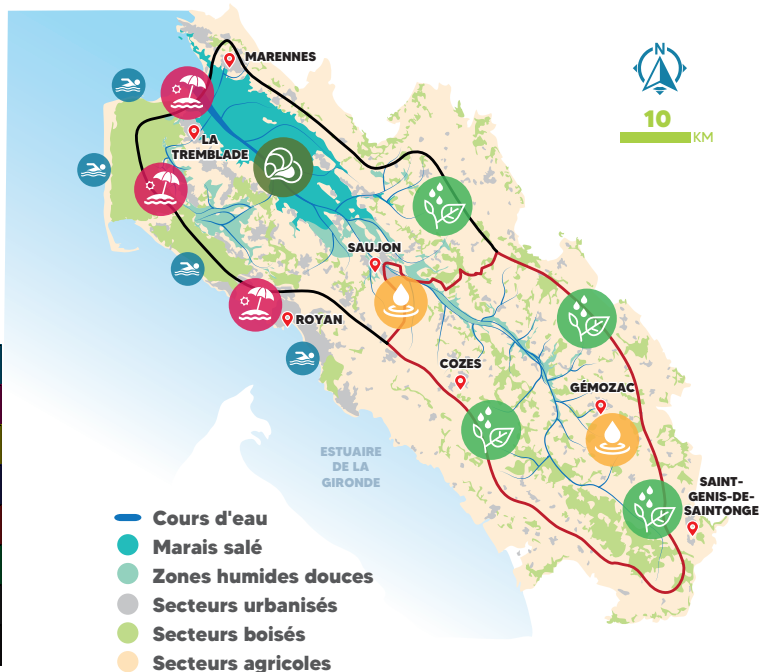 MARENNES
N
10
KM
LA
TREMBLADE
SAUJON
ROYAN
COZES
GÉMOZAC
ESTUAIRE
DE LA
GIRONDE
SAINT-
GENIS-DE-
SAINTONGE
Cours d'eau
Marais salé
Zones humides douces
Secteurs urbanisés
Secteurs boisés
Secteurs agricoles